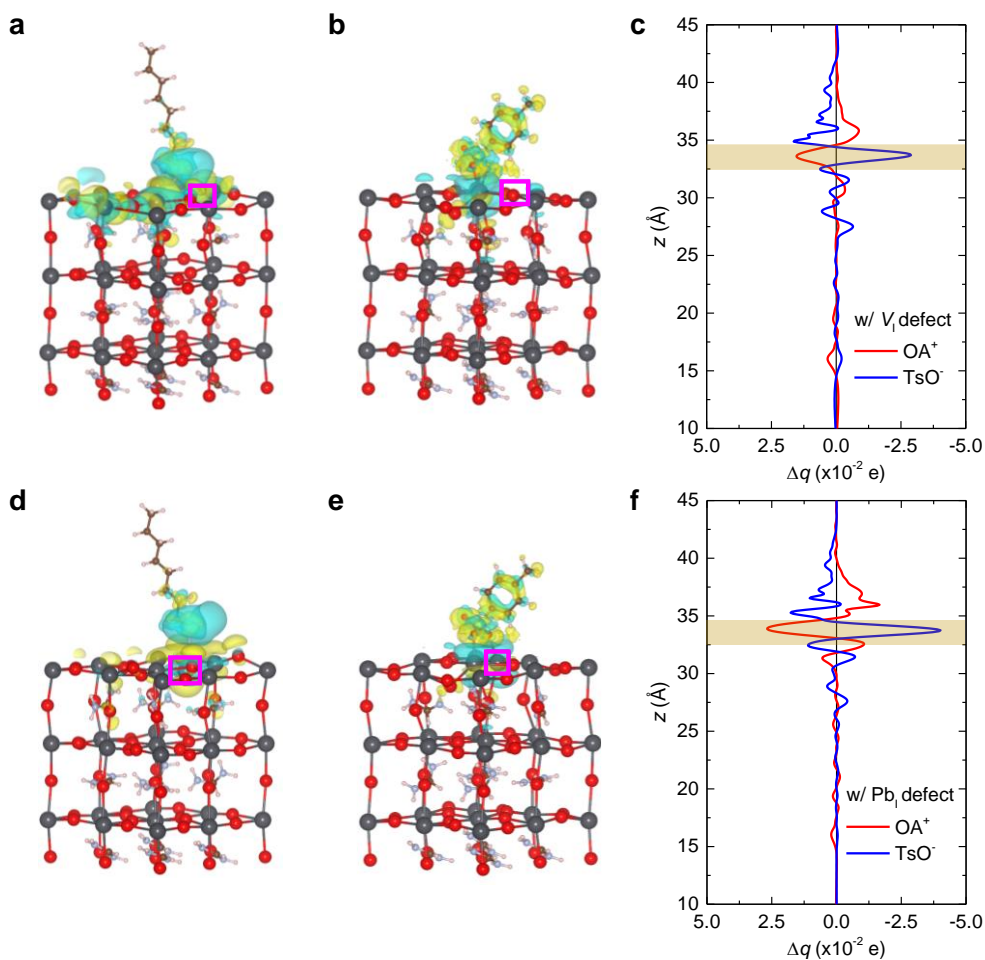 a
b
c
45
40
35
30
25
20
15
10
z (Å)
w/ V_I defect
OA⁺
TsO⁻
5.0 2.5 0.0 -2.5 -5.0
Δq (x10⁻² e)
d
e
f
45
40
35
30
25
20
15
10
z (Å)
w/ Pb_I defect
OA⁺
TsO⁻
5.0 2.5 0.0 -2.5 -5.0
Δq (x10⁻² e)